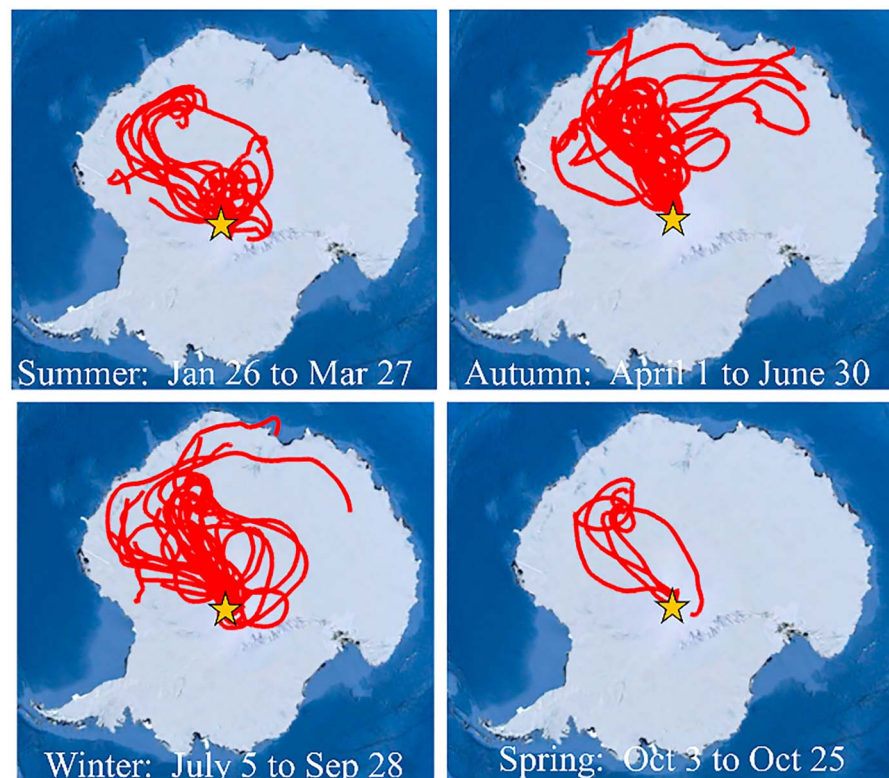 Summer: Jan 26 to Mar 27
Autumn: April 1 to June 30
Winter: July 5 to Sep 28
Spring: Oct 3 to Oct 25